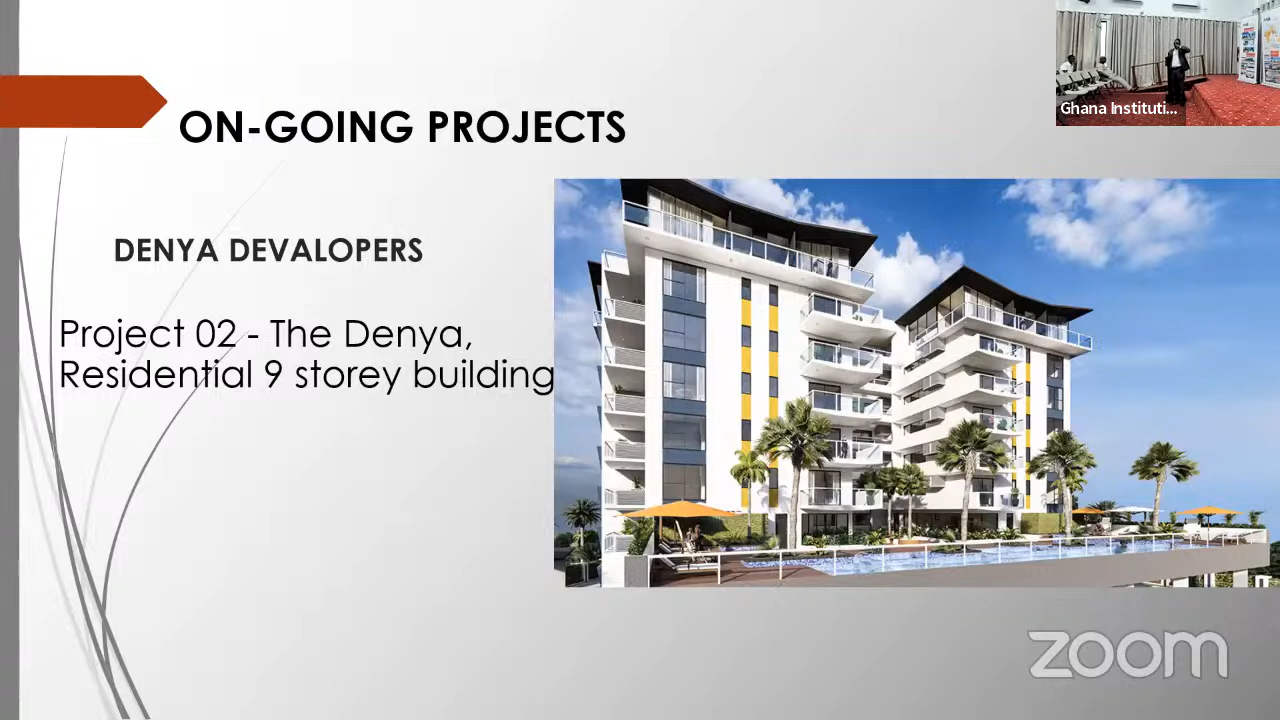 ON-GOING PROJECTS
Ghana Instituti...
DENYA DEVALOPERS
Project 02 - The Denya,
Residential 9 storey building
zoom